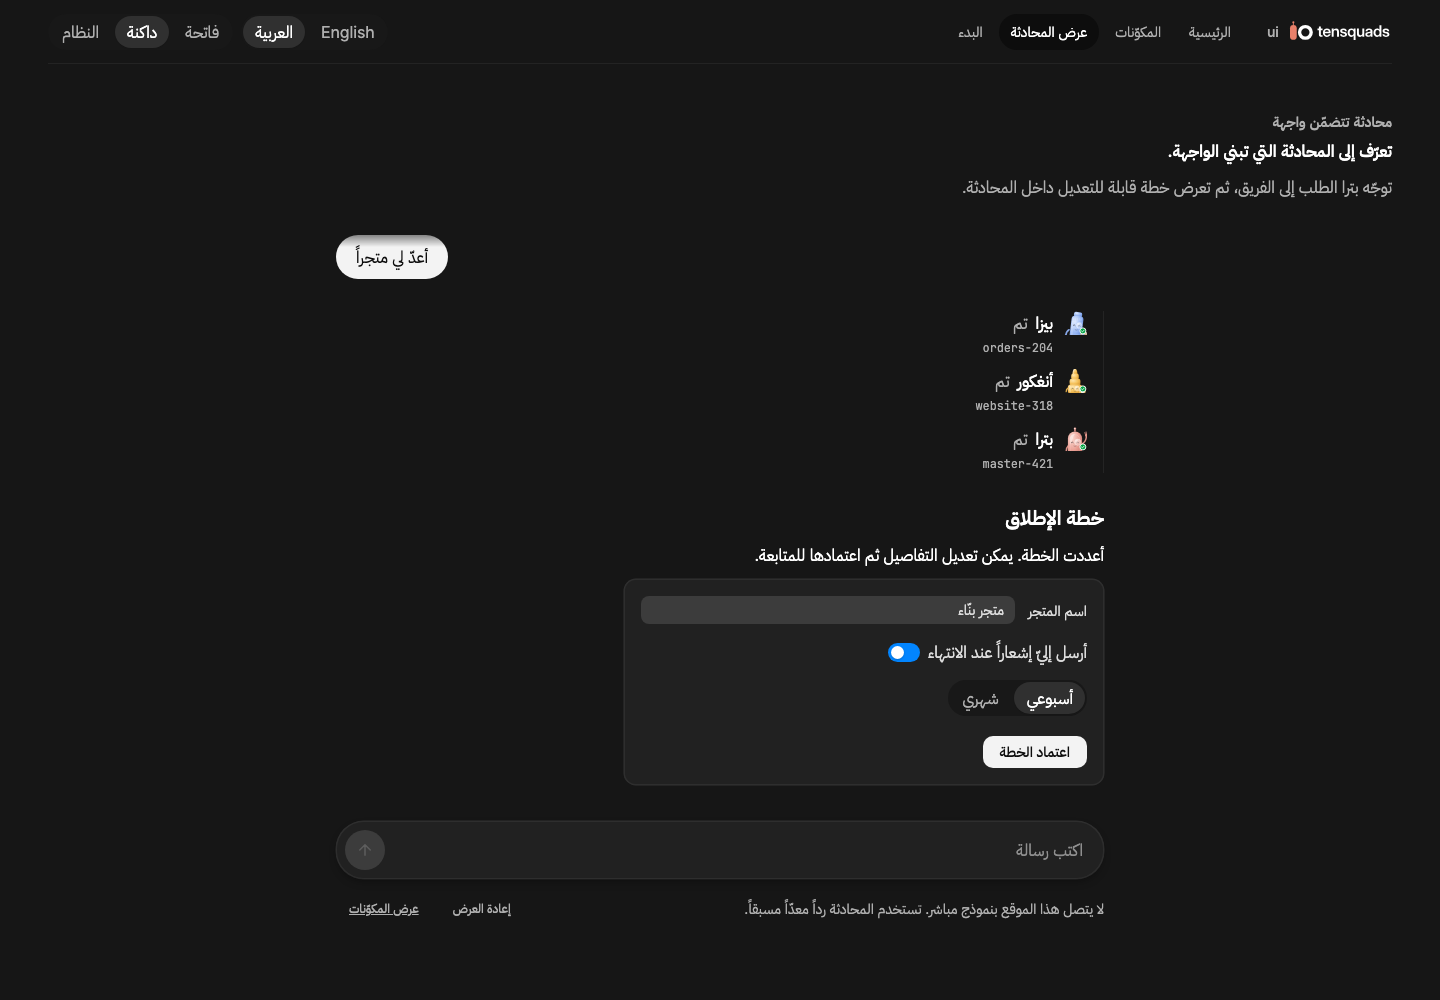 tensquads ui
الرئيسية
المكوّنات
عرض المحادثة
البدء
English
العربية
فاتحة
داكنة
النظام
محادثة تتضمّن واجهة
تعرّف إلى المحادثة التي تبني الواجهة.
توجّه بترا الطلب إلى الفريق، ثم تعرض خطة قابلة للتعديل داخل المحادثة.
أعدّ لي متجراً
بيزا تم
orders-204
أنغكور تم
website-318
بترا تم
master-421
خطة الإطلاق
أعددت الخطة. يمكن تعديل التفاصيل ثم اعتمادها للمتابعة.
اسم المتجر
متجر بنّاء
أرسل إليّ إشعاراً عند الانتهاء
أسبوعي
شهري
اعتماد الخطة
اكتب رسالة
لا يتصل هذا الموقع بنموذج مباشر. تستخدم المحادثة رداً معدّاً مسبقاً.
إعادة العرض
عرض المكوّنات